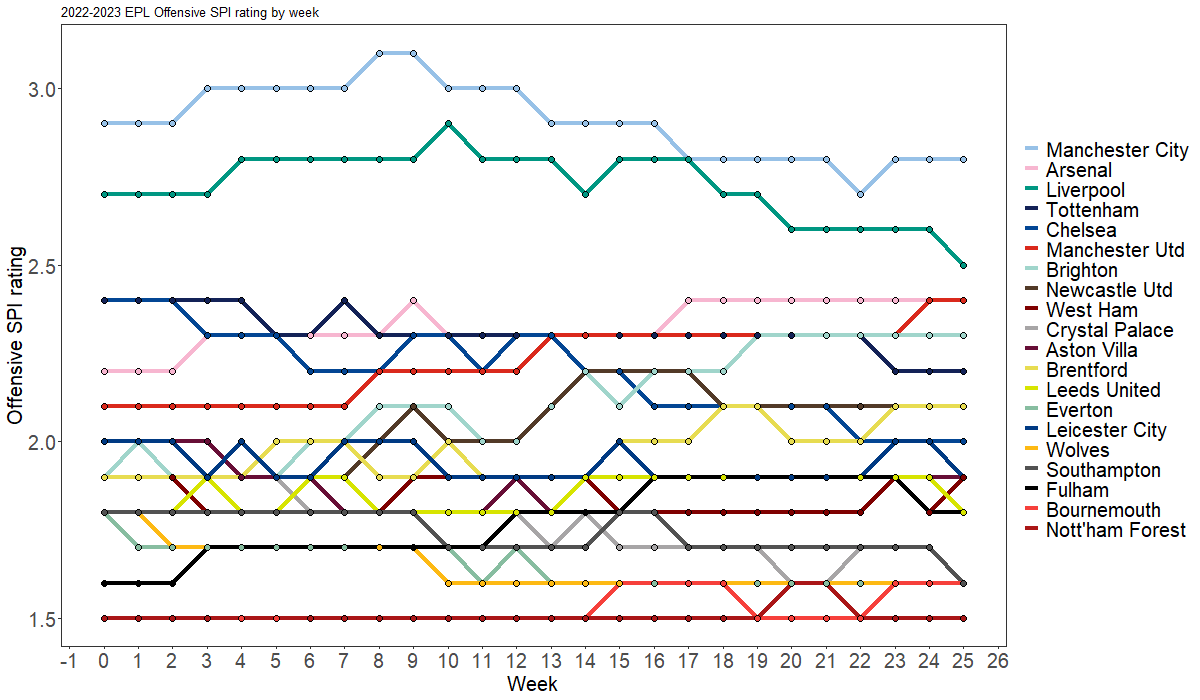 2022-2023 EPL Offensive SPI rating by week
3.0
2.5
2.0
1.5
Offensive SPI rating
-1 0 1 2 3 4 5 6 7 8 9 10 11 12 13 14 15 16 17 18 19 20 21 22 23 24 25 26
Week
Manchester City
Arsenal
Liverpool
Tottenham
Chelsea
Manchester Utd
Brighton
Newcastle Utd
West Ham
Crystal Palace
Aston Villa
Brentford
Leeds United
Everton
Leicester City
Wolves
Southampton
Fulham
Bournemouth
Nott'ham Forest